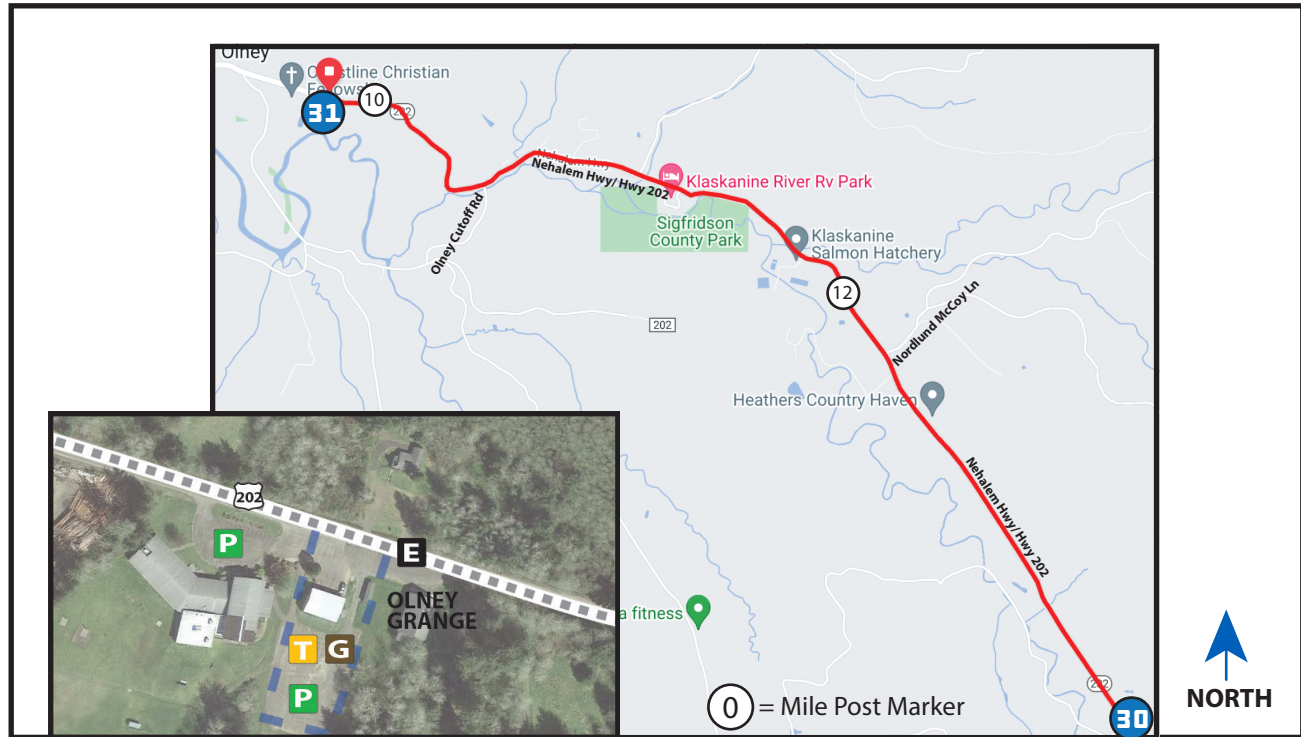 Olney
Christian
31
10
202
Nehalem Hwy
Nehalem Hwy/ Hwy 202
Klaskanine River Rv Park
Olney Cutoff Rd
Sigfridson
County Park
Klaskanine
Salmon Hatchery
12
202
Nordlund McCoy Ln
Heathers Country Haven
Nehalem Hwy/ Hwy 202
a fitness
202
30
0 = Mile Post Marker
NORTH
202
P
E
OLNEY
GRANGE
T G
P